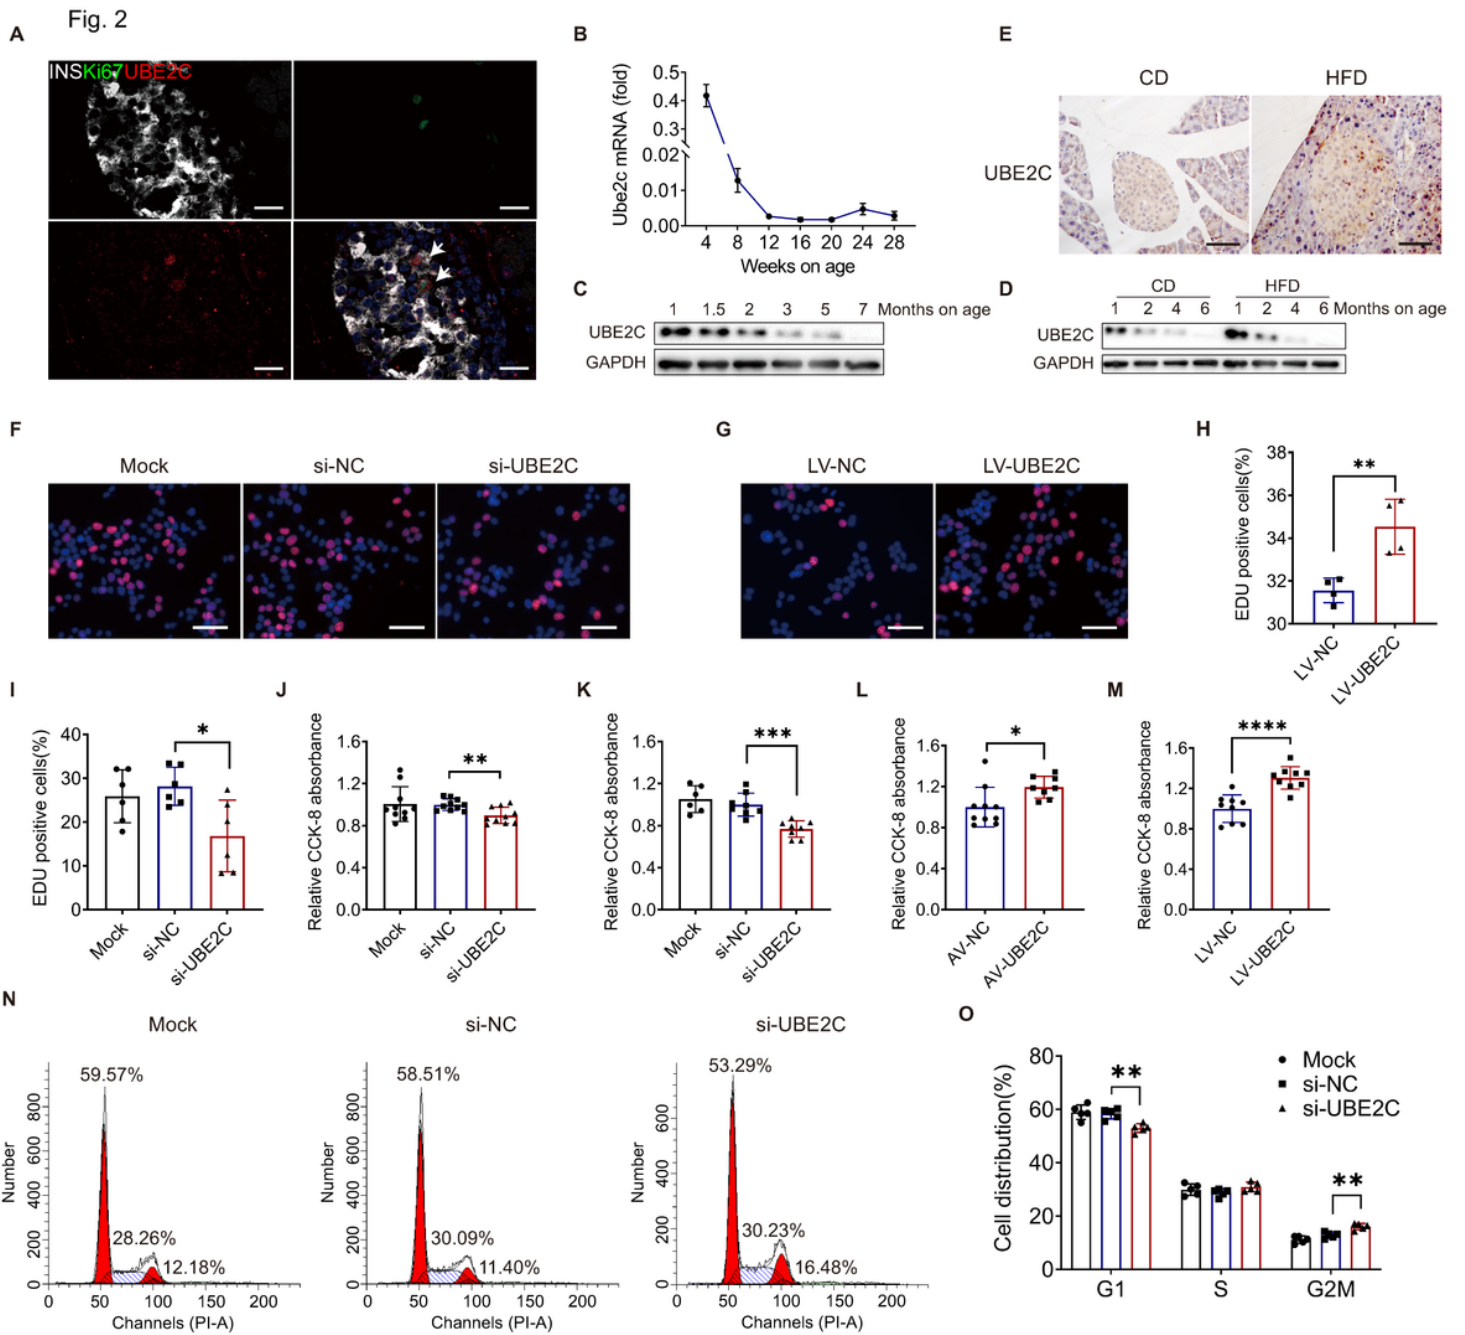 Fig. 2
A
INSKi67UBE2C
B
Ube2c mRNA (fold)
0.5
0.4
0.3
0.02
0.01
0.00
4 8 12 16 20 24 28
Weeks on age
E
CD HFD
UBE2C
C
1 1.5 2 3 5 7 Months on age
UBE2C
GAPDH
D
CD HFD
1 2 4 6 1 2 4 6 Months on age
UBE2C
GAPDH
F
Mock si-NC si-UBE2C
G
LV-NC LV-UBE2C
H
EDU positive cells(%)
38
36
34
32
30
**
LV-NC LV-UBE2C
I
EDU positive cells(%)
40
30
20
10
0
*
Mock si-NC si-UBE2C
J
Relative CCK-8 absorbance
1.6
1.2
0.8
0.4
0.0
**
Mock si-NC si-UBE2C
K
Relative CCK-8 absorbance
1.6
1.2
0.8
0.4
0.0
***
Mock si-NC si-UBE2C
L
Relative CCK-8 absorbance
1.6
1.2
0.8
0.4
0.0
*
AV-NC AV-UBE2C
M
Relative CCK-8 absorbance
1.6
1.2
0.8
0.4
0.0
****
LV-NC LV-UBE2C
N
Mock
Number
800
600
400
200
0
59.57%
28.26%
12.18%
0 50 100 150 200
Channels (PI-A)
si-NC
Number
800
600
400
200
0
58.51%
30.09%
11.40%
0 50 100 150 200
Channels (PI-A)
si-UBE2C
Number
600
400
200
0
53.29%
30.23%
16.48%
0 50 100 150 200
Channels (PI-A)
O
Cell distribution(%)
80
60
40
20
0
**
**
Mock
si-NC
si-UBE2C
G1 S G2M